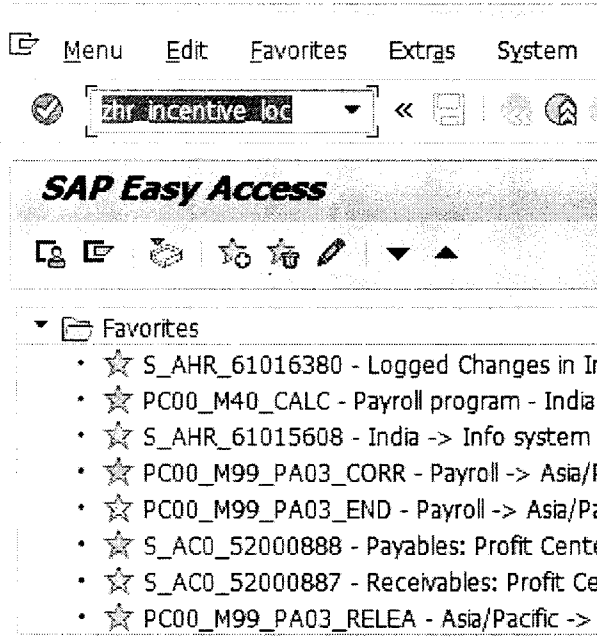 Menu Edit Favorites Extras System
zhr_incentive_loc
SAP Easy Access
Favorites
S_AHR_61016380 - Logged Changes in
PC00_M40_CALC - Payroll program - India
S_AHR_61015608 - India -> Info system
PC00_M99_PA03_CORR - Payroll -> Asia/
PC00_M99_PA03_END - Payroll -> Asia/Pa
S_AC0_52000888 - Payables: Profit Cente
S_AC0_52000887 - Receivables: Profit Ce
PC00_M99_PA03_RELEA - Asia/Pacific ->